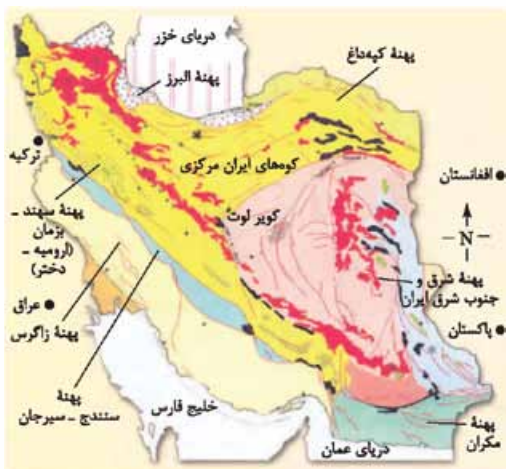 دریای خزر
پهنهٔ کپه‌داغ
پهنهٔ البرز
ترکیه
کوه‌های ایران مرکزی
افغانستان
کویر لوت
N
پهنهٔ سهند ـ
بزمان
(ارومیه ـ
دختر)
پهنهٔ شرق و
جنوب شرق ایران
عراق
پاکستان
پهنهٔ زاگرس
پهنهٔ
سنندج ـ سیرجان
خلیج فارس
پهنهٔ
مکران
دریای عمان